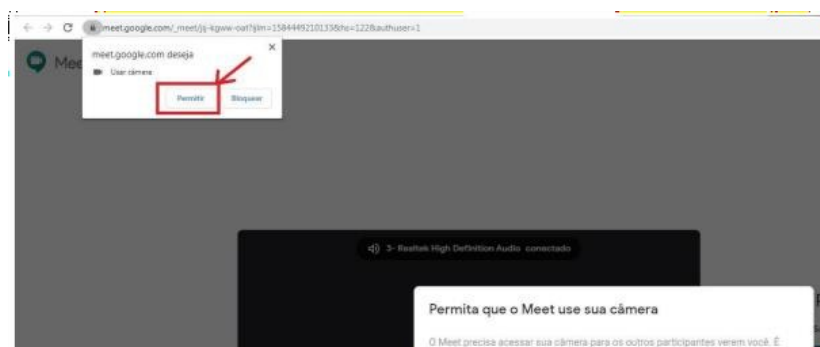 meet.google.com/_meet/jij-kgww-oat?ijlm=1584449210133&hs=122&authuser=1
Mee
meet.google.com deseja
Usar câmera
Permitir Bloquear
3- Realtek High Definition Audio conectado
Permita que o Meet use sua câmera
O Meet precisa acessar sua câmera para os outros participantes verem você. É